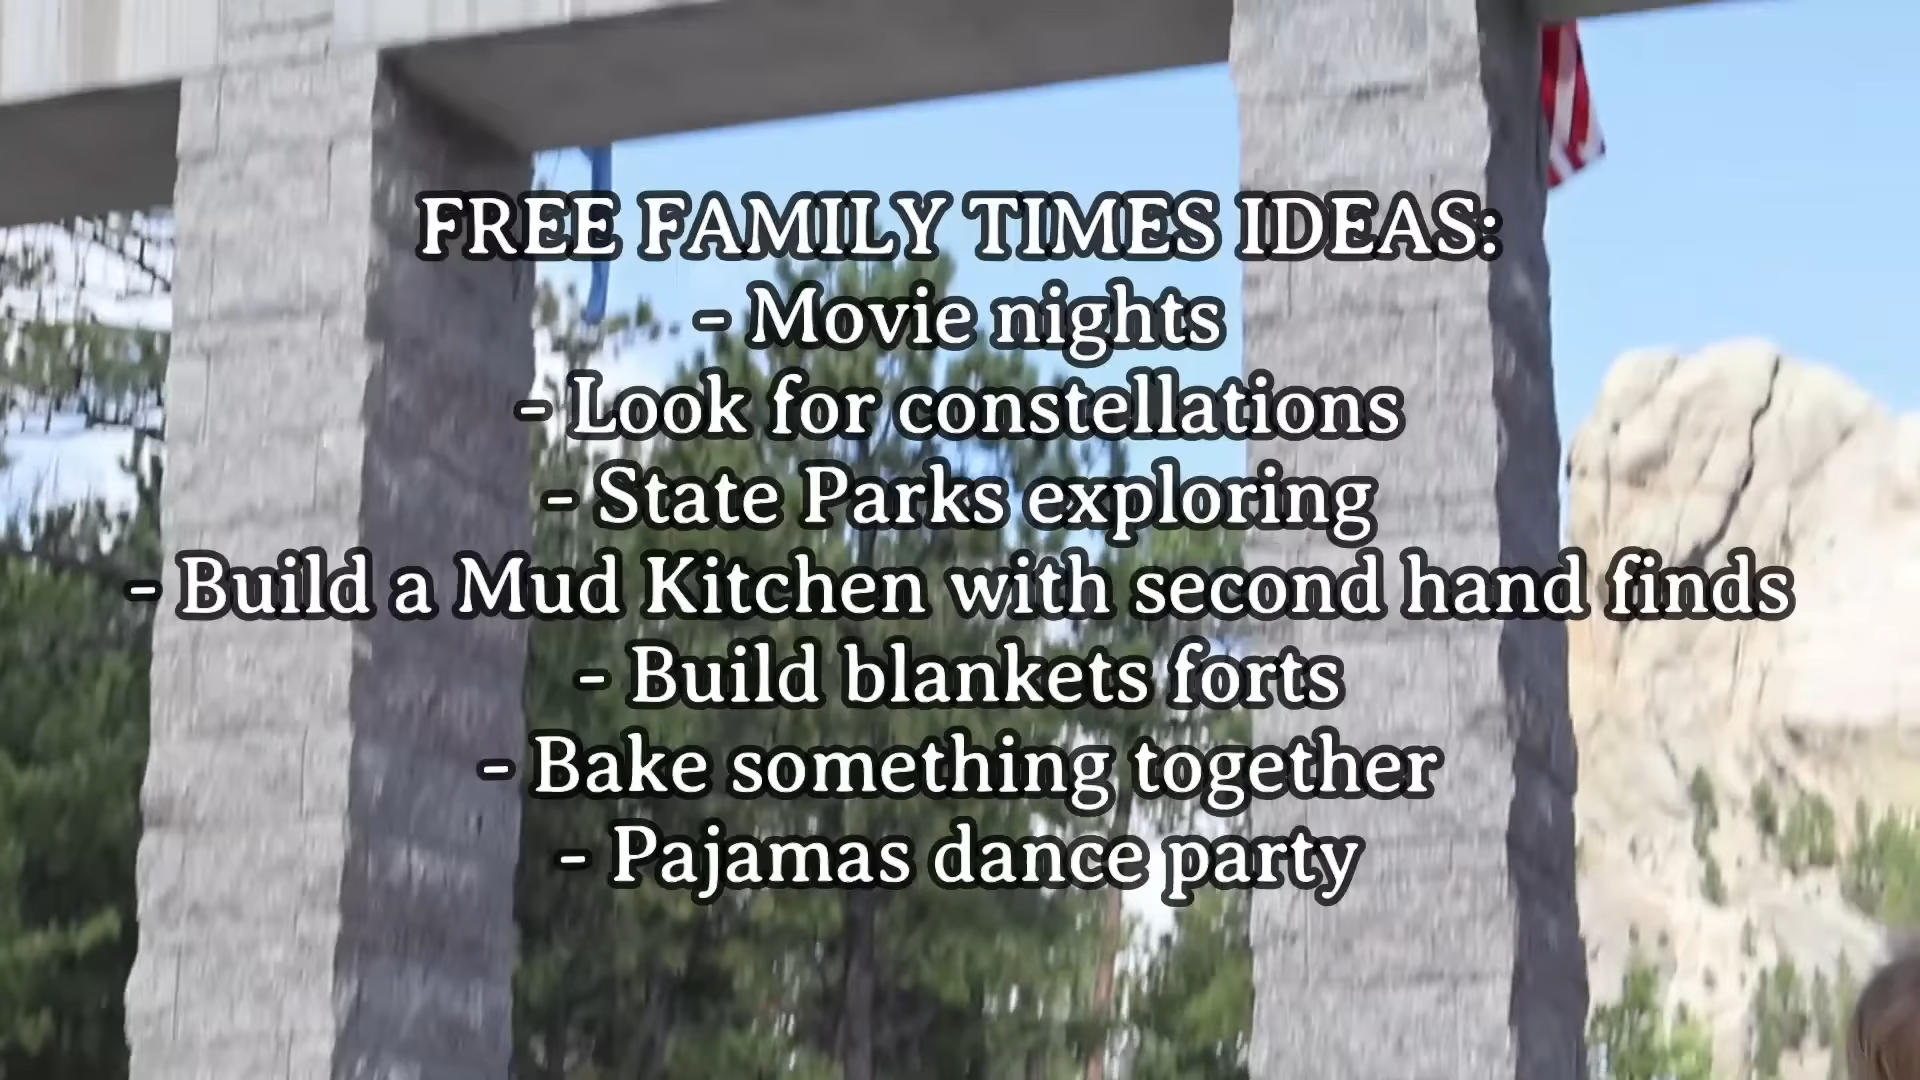 FREE FAMILY TIMES IDEAS:
- Movie nights
- Look for constellations
- State Parks exploring
- Build a Mud Kitchen with second hand finds
- Build blankets forts
- Bake something together
- Pajamas dance party